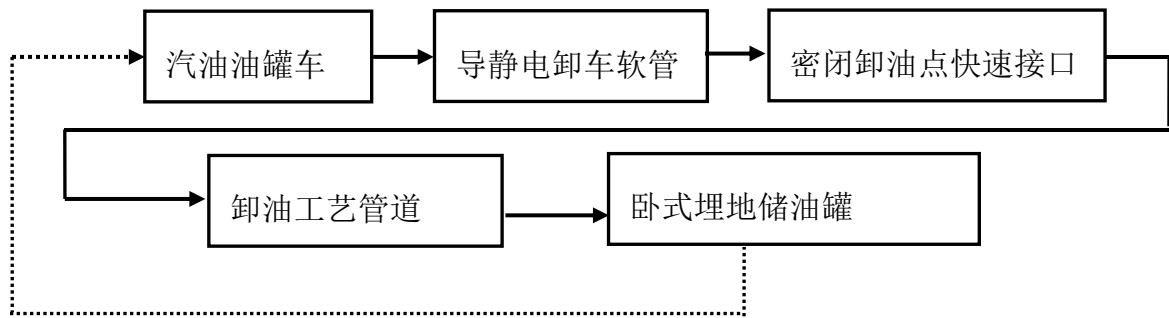 汽油油罐车
导静电卸车软管
密闭卸油点快速接口
卸油工艺管道
卧式埋地储油罐